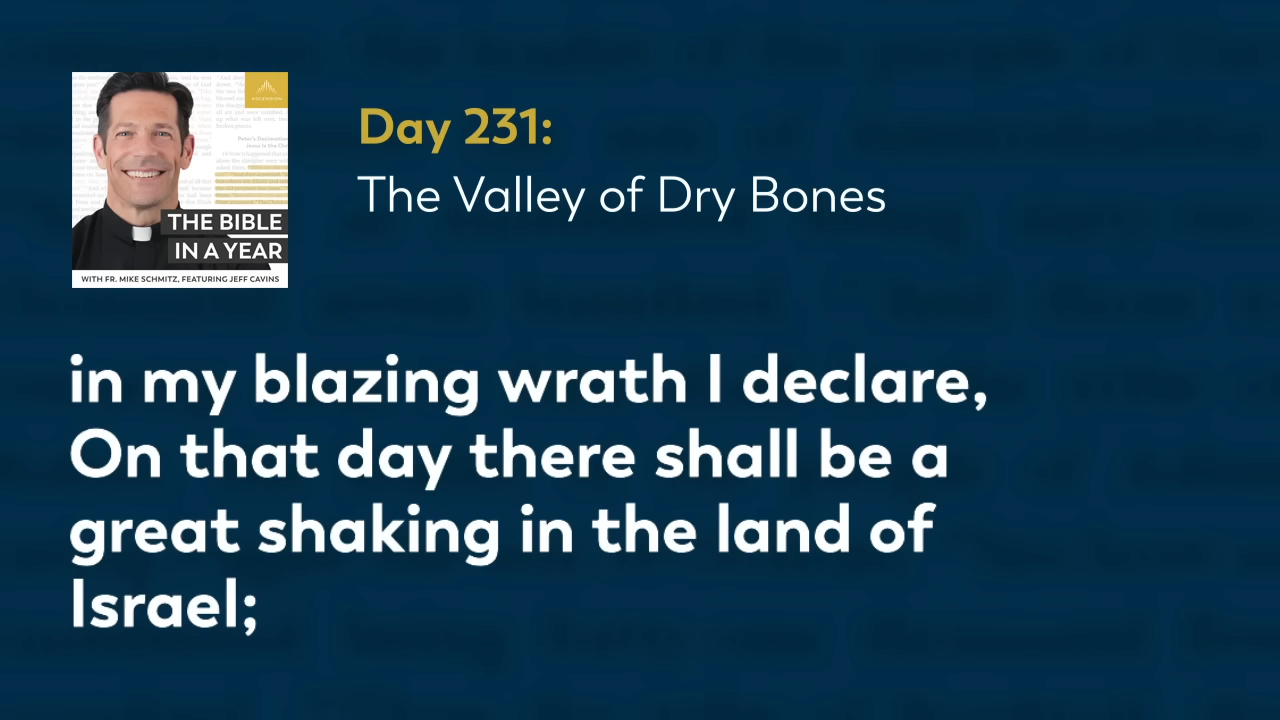 ASCENSION
THE BIBLE
IN A YEAR
WITH FR. MIKE SCHMITZ, FEATURING JEFF CAVINS
Day 231:
The Valley of Dry Bones
in my blazing wrath I declare,
On that day there shall be a
great shaking in the land of
Israel;